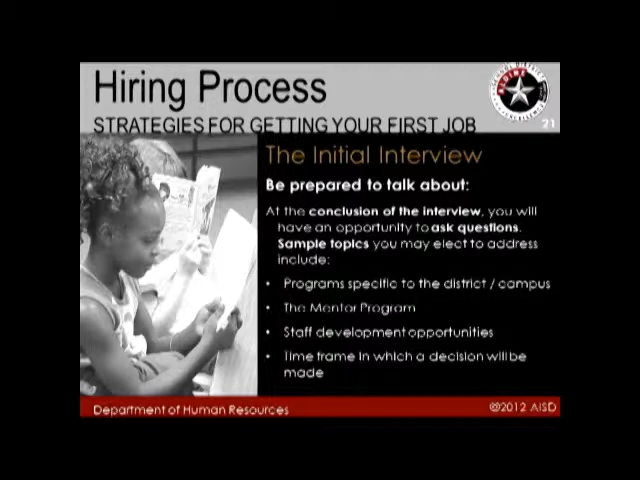 Hiring Process
STRATEGIES FOR GETTING YOUR FIRST JOB
ALDINE
21
The Initial Interview
Be prepared to talk about:
At the conclusion of the interview, you will
have an opportunity to ask questions.
Sample topics you may elect to address
include:
• Programs specific to the district / campus
• The Mentor Program
• Staff development opportunities
• Time frame in which a decision will be
made
Department of Human Resources
©2012 AISD